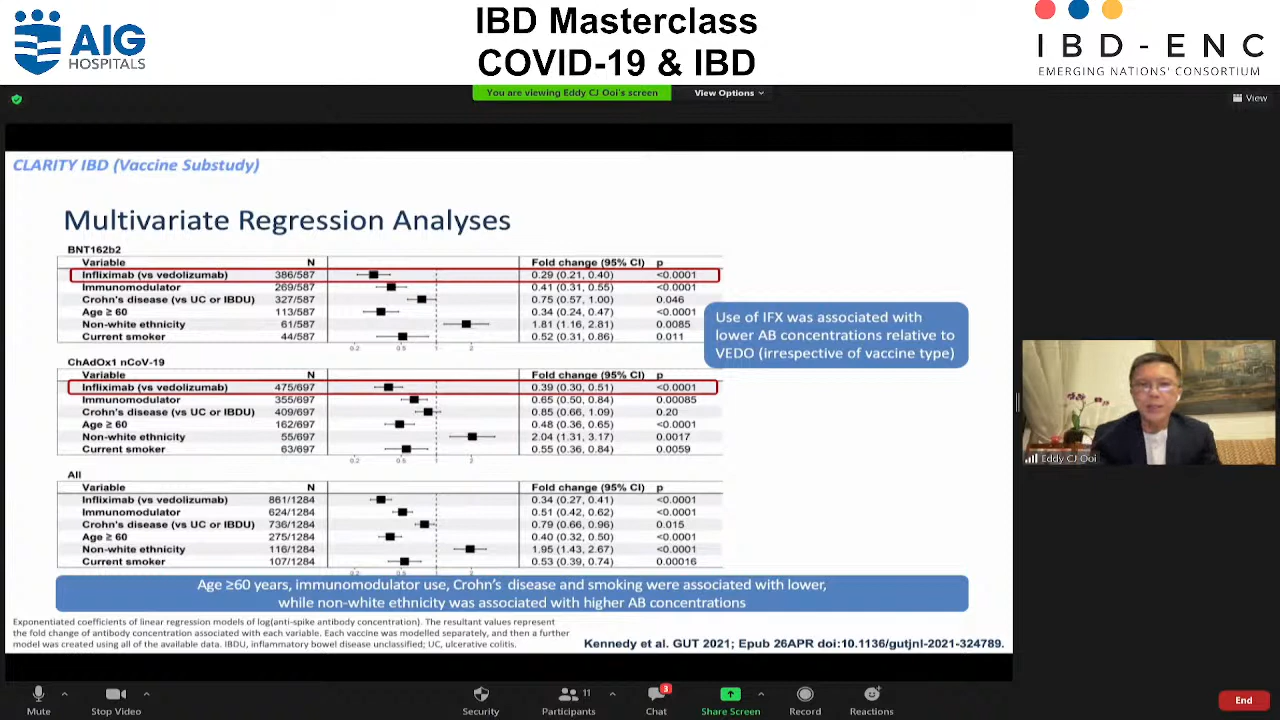 AIG
HOSPITALS
IBD Masterclass
COVID-19 & IBD
IBD-ENC
EMERGING NATIONS' CONSORTIUM
You are viewing Eddy CJ Ooi's screen
View Options
View
CLARITY IBD (Vaccine Substudy)
Multivariate Regression Analyses
BNT162b2
Variable N Fold change (95% CI) p
Infliximab (vs vedolizumab) 386/587 0.29 (0.21, 0.40) <0.0001
Immunomodulator 269/587 0.41 (0.31, 0.55) <0.0001
Crohn's disease (vs UC or IBDU) 327/587 0.75 (0.57, 1.00) 0.046
Age ≥ 60 113/587 0.34 (0.24, 0.47) <0.0001
Non-white ethnicity 61/587 1.81 (1.16, 2.81) 0.0085
Current smoker 44/587 0.52 (0.31, 0.86) 0.011
0.2 0.5 1 2
Use of IFX was associated with
lower AB concentrations relative to
VEDO (irrespective of vaccine type)
ChAdOx1 nCoV-19
Variable N Fold change (95% CI) p
Infliximab (vs vedolizumab) 475/697 0.39 (0.30, 0.51) <0.0001
Immunomodulator 355/697 0.65 (0.50, 0.84) 0.00085
Crohn's disease (vs UC or IBDU) 409/697 0.85 (0.66, 1.09) 0.20
Age ≥ 60 162/697 0.48 (0.36, 0.65) <0.0001
Non-white ethnicity 55/697 2.04 (1.31, 3.17) 0.0017
Current smoker 63/697 0.55 (0.36, 0.84) 0.0059
0.2 0.5 1 2
Eddy CJ Ooi
All
Variable N Fold change (95% CI) p
Infliximab (vs vedolizumab) 861/1284 0.34 (0.27, 0.41) <0.0001
Immunomodulator 624/1284 0.51 (0.42, 0.62) <0.0001
Crohn's disease (vs UC or IBDU) 736/1284 0.79 (0.66, 0.96) 0.015
Age ≥ 60 275/1284 0.40 (0.32, 0.50) <0.0001
Non-white ethnicity 116/1284 1.95 (1.43, 2.67) <0.0001
Current smoker 107/1284 0.53 (0.39, 0.74) 0.00016
Age ≥60 years, immunomodulator use, Crohn's disease and smoking were associated with lower,
while non-white ethnicity was associated with higher AB concentrations
Exponentiated coefficients of linear regression models of log(anti-spike antibody concentration). The resultant values represent
the fold change of antibody concentration associated with each variable. Each vaccine was modelled separately, and then a further
model was created using all of the available data. IBDU, inflammatory bowel disease unclassified; UC, ulcerative colitis.
Kennedy et al. GUT 2021; Epub 26APR doi:10.1136/gutjnl-2021-324789.
Mute
Stop Video
Security
Participants 11
Chat 3
Share Screen
Record
Reactions
End